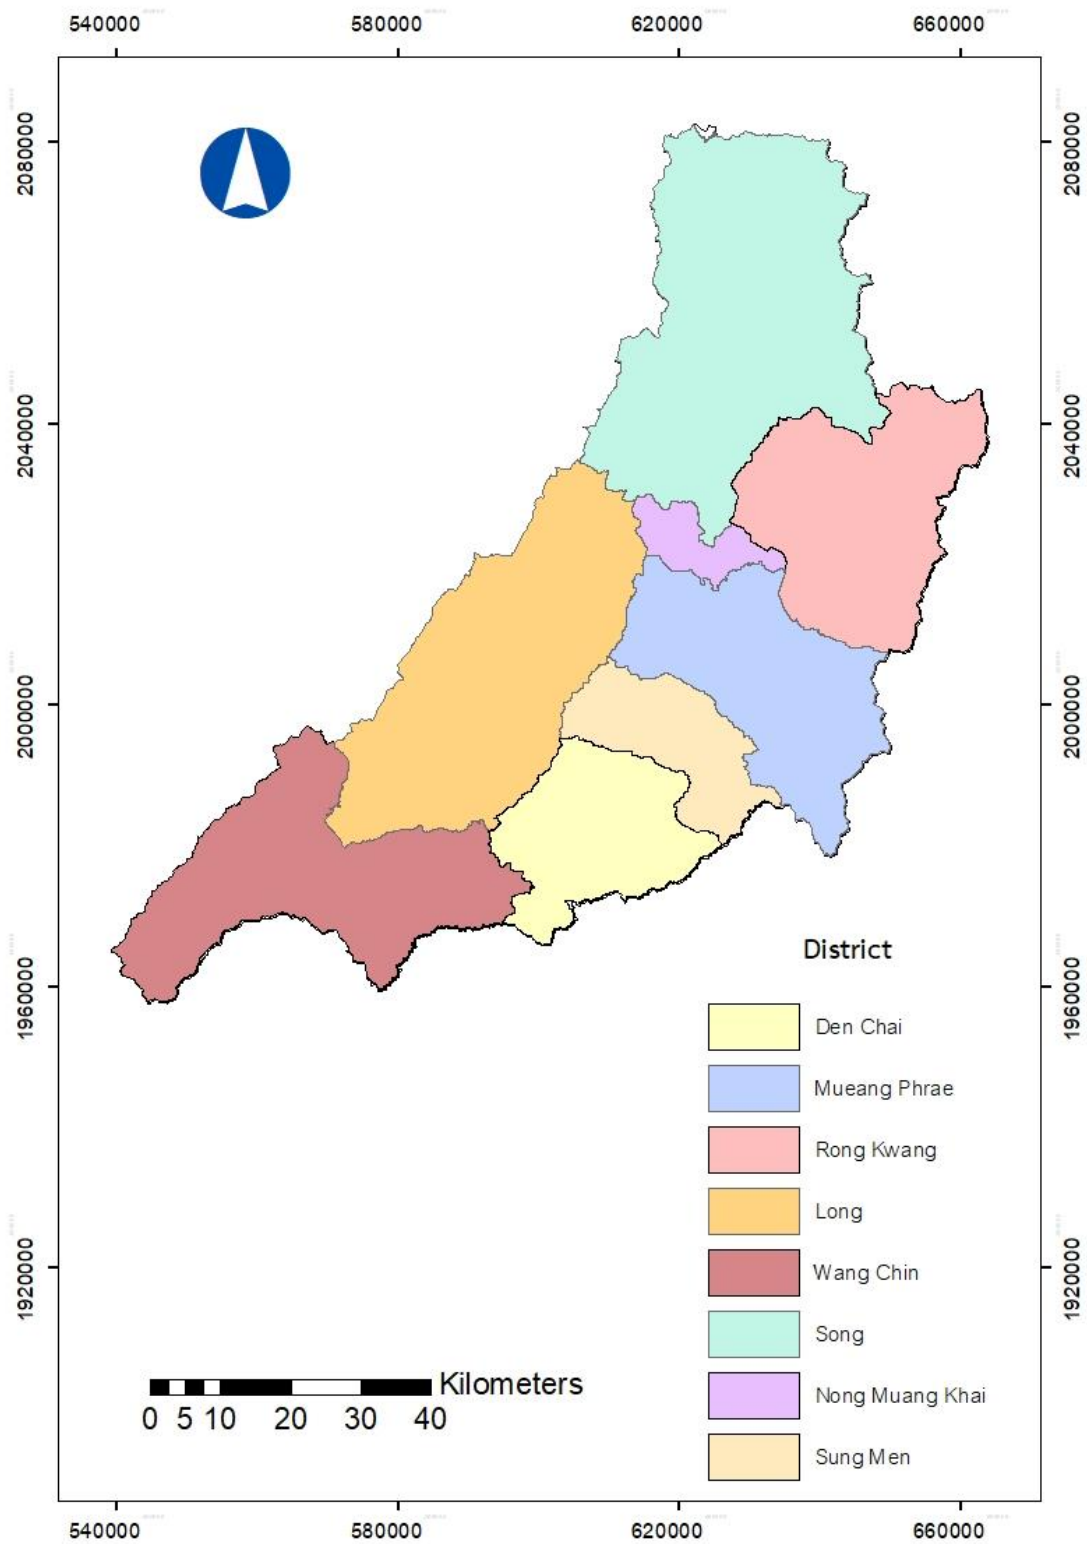 540000 580000 620000 660000
2080000 2080000
2040000 2040000
2000000 2000000
1960000 1960000
1920000 1920000
District
Den Chai
Mueang Phrae
Rong Kwang
Long
Wang Chin
Song
Nong Muang Khai
Sung Men
Kilometers
0 5 10 20 30 40
540000 580000 620000 660000